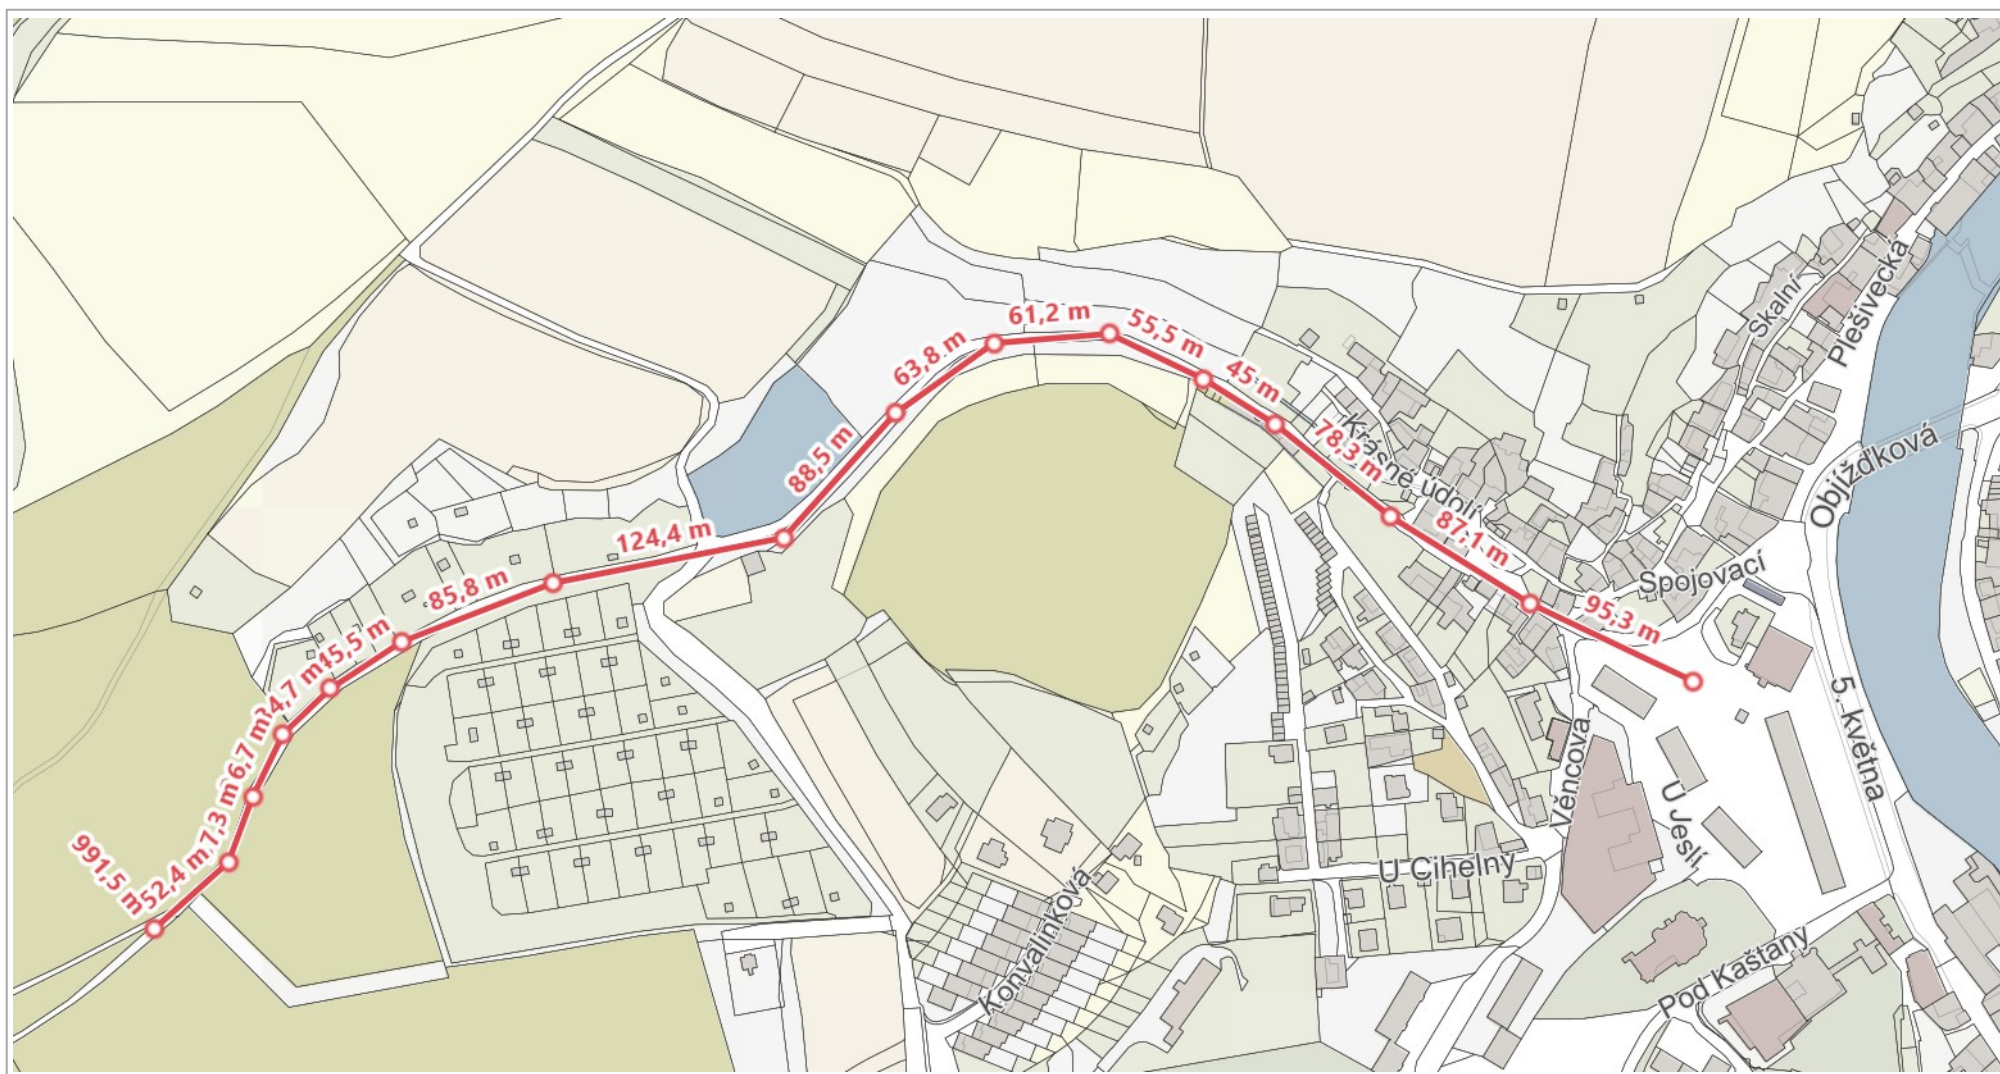 61,2 m
55,5 m
63,8 m
45 m
78,3 m
Krásné údolí
88,5 m
87,1 m
124,4 m
95,3 m
85,8 m
45,5 m
4,7 m
6,7 m
7,3 m
52,4 m
991,5 m
Skalní
Plešivecká
Objížďková
Spojovací
5. května
Věncova
U Jeslí
U Cihelny
Konvalinková
Pod Kaštany